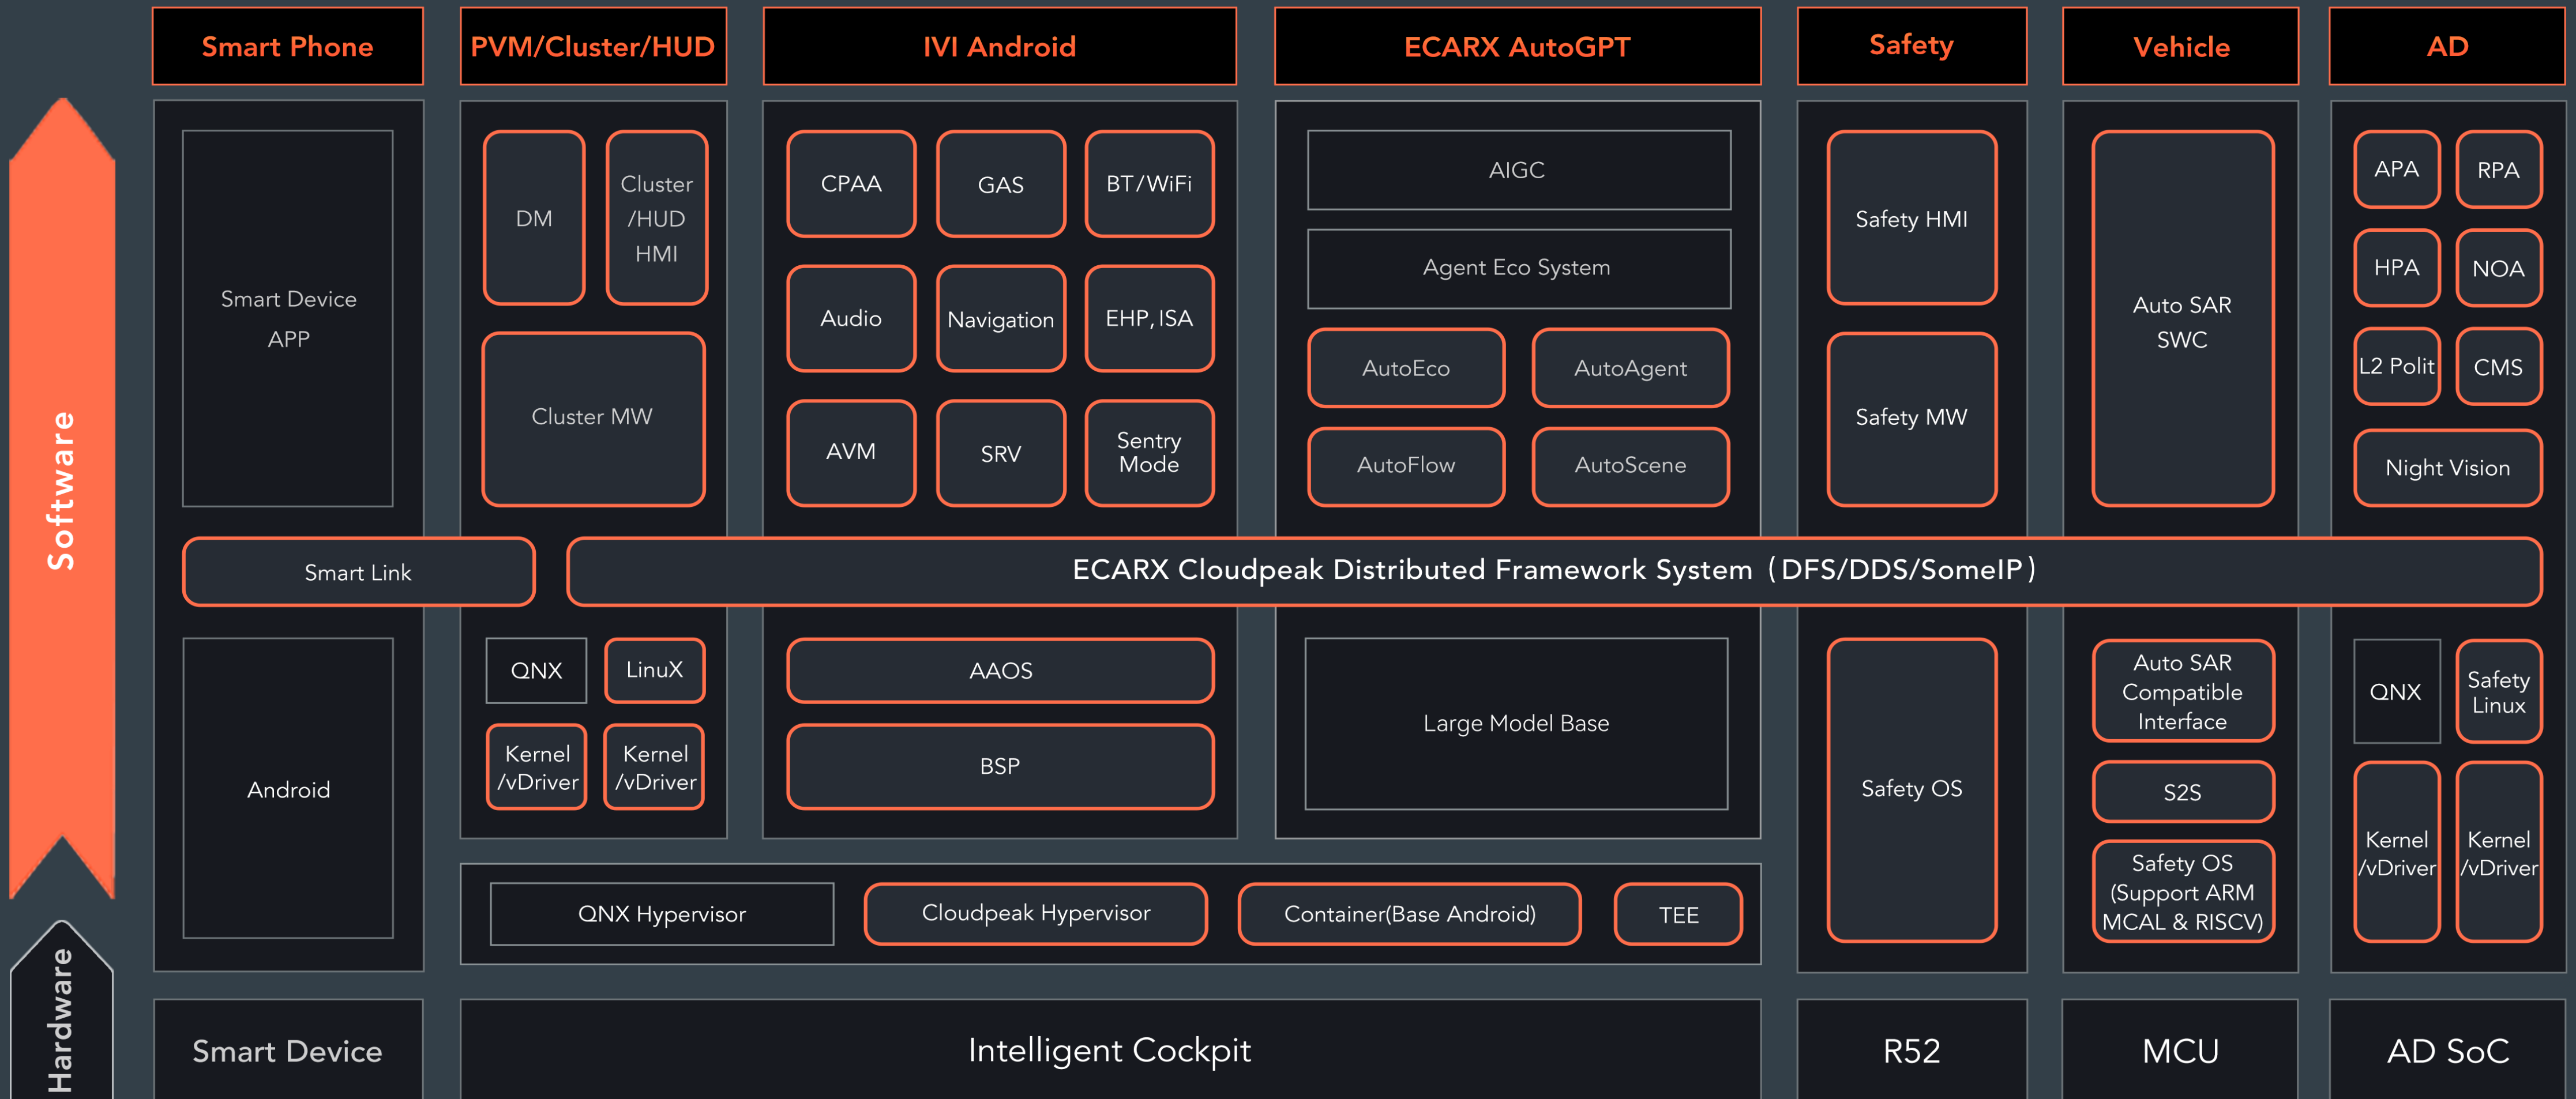 Smart Phone
PVM/Cluster/HUD
IVI Android
ECARX AutoGPT
Safety
Vehicle
AD
Software
Hardware
Smart Device
APP
DM
Cluster
/HUD
HMI
Cluster MW
CPAA
GAS
BT/WiFi
Audio
Navigation
EHP, ISA
AVM
SRV
Sentry
Mode
AIGC
Agent Eco System
AutoEco
AutoAgent
AutoFlow
AutoScene
Safety HMI
Safety MW
Auto SAR
SWC
APA
RPA
HPA
NOA
L2 Polit
CMS
Night Vision
Smart Link
ECARX Cloudpeak Distributed Framework System (DFS/DDS/SomeIP)
Android
QNX
LinuX
Kernel
/vDriver
Kernel
/vDriver
AAOS
BSP
Large Model Base
Safety OS
Auto SAR
Compatible
Interface
S2S
Safety OS
(Support ARM
MCAL & RISCV)
QNX
Safety
Linux
Kernel
/vDriver
Kernel
/vDriver
QNX Hypervisor
Cloudpeak Hypervisor
Container(Base Android)
TEE
Smart Device
Intelligent Cockpit
R52
MCU
AD SoC